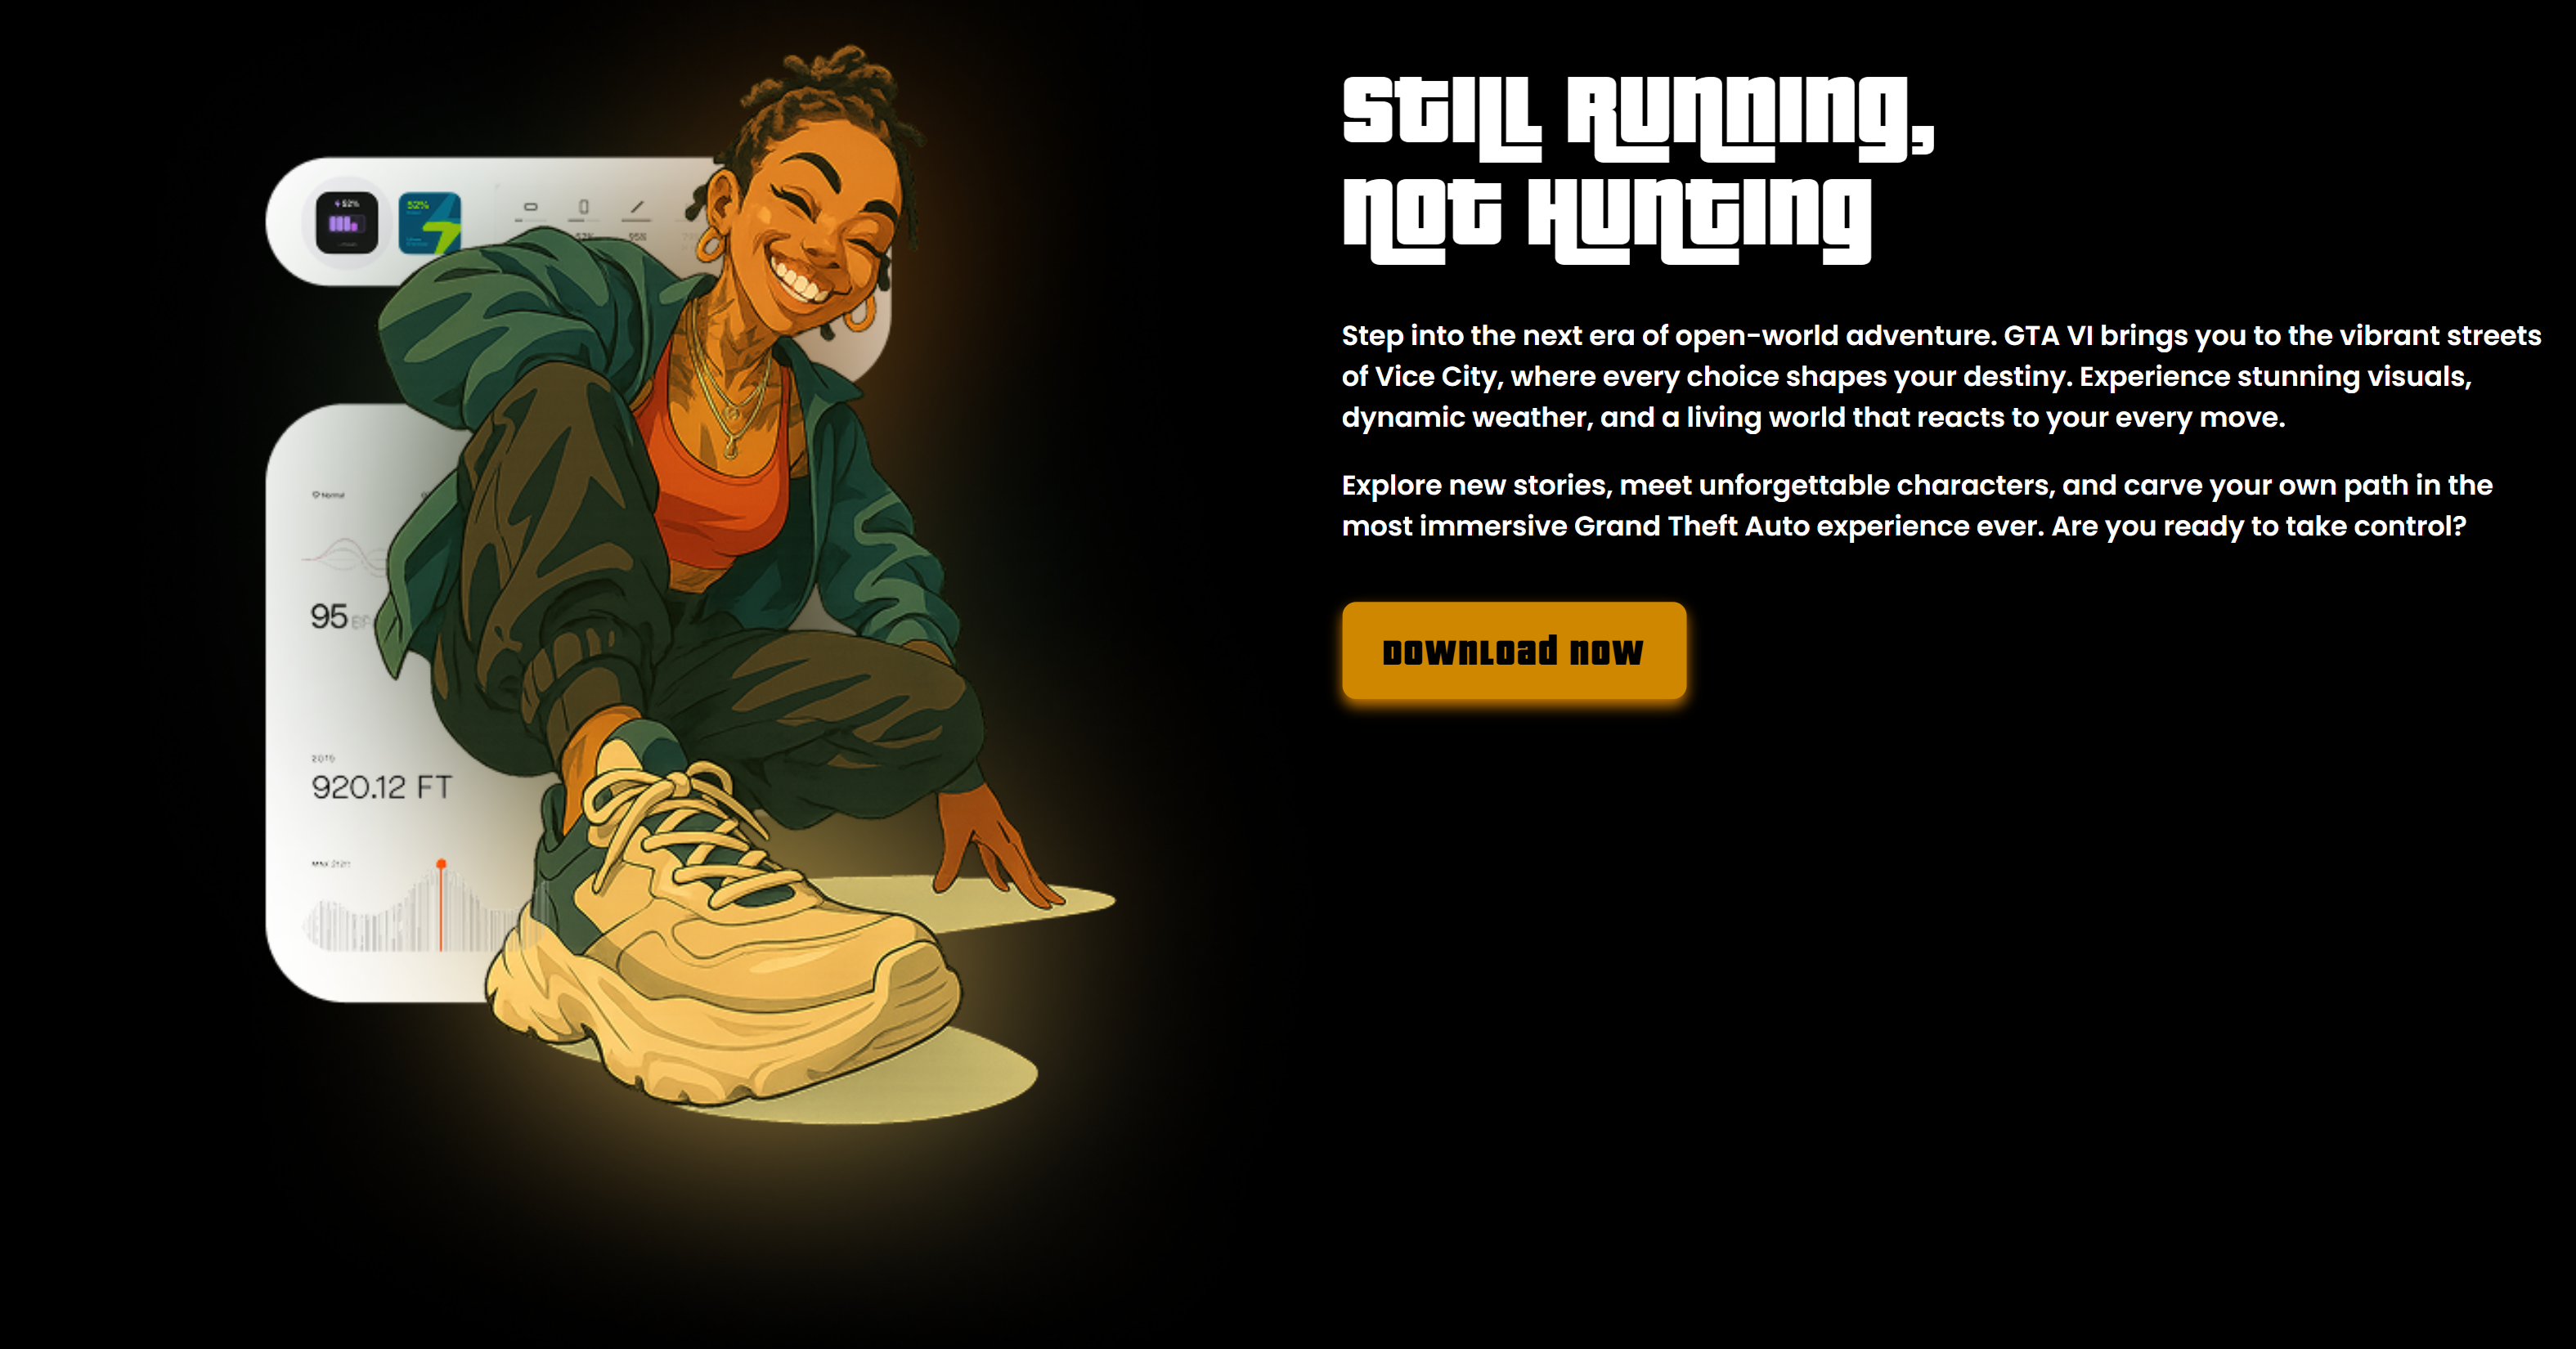 Still Running,
not Hunting
Step into the next era of open-world adventure. GTA VI brings you to the vibrant streets
of Vice City, where every choice shapes your destiny. Experience stunning visuals,
dynamic weather, and a living world that reacts to your every move.
Explore new stories, meet unforgettable characters, and carve your own path in the
most immersive Grand Theft Auto experience ever. Are you ready to take control?
Download now
52%
52%
95%
Normal
95
920.12 FT